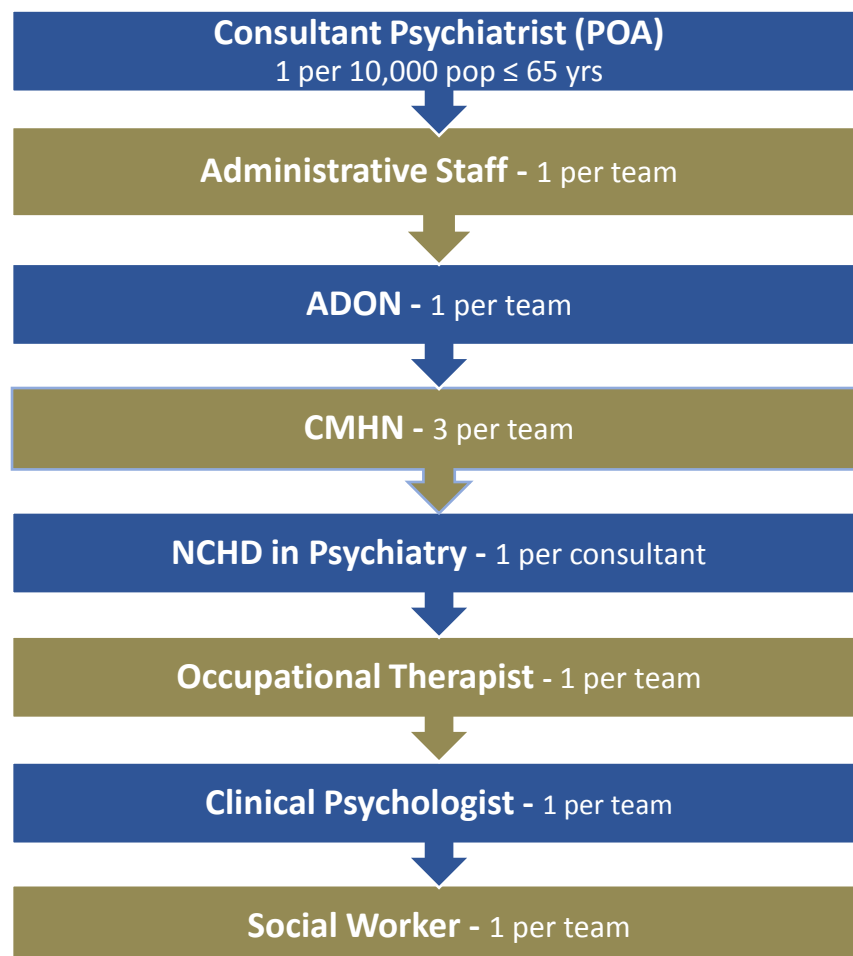 Consultant Psychiatrist (POA)
1 per 10,000 pop ≤ 65 yrs
Administrative Staff - 1 per team
ADON - 1 per team
CMHN - 3 per team
NCHD in Psychiatry - 1 per consultant
Occupational Therapist - 1 per team
Clinical Psychologist - 1 per team
Social Worker - 1 per team